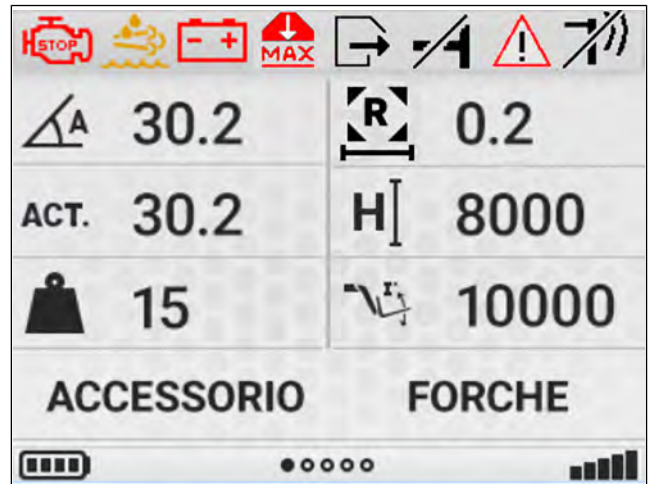 STOP - + MAX
A 30.2 R 0.2
ACT. 30.2 H 8000
15 r 10000
ACCESSORIO FORCHE